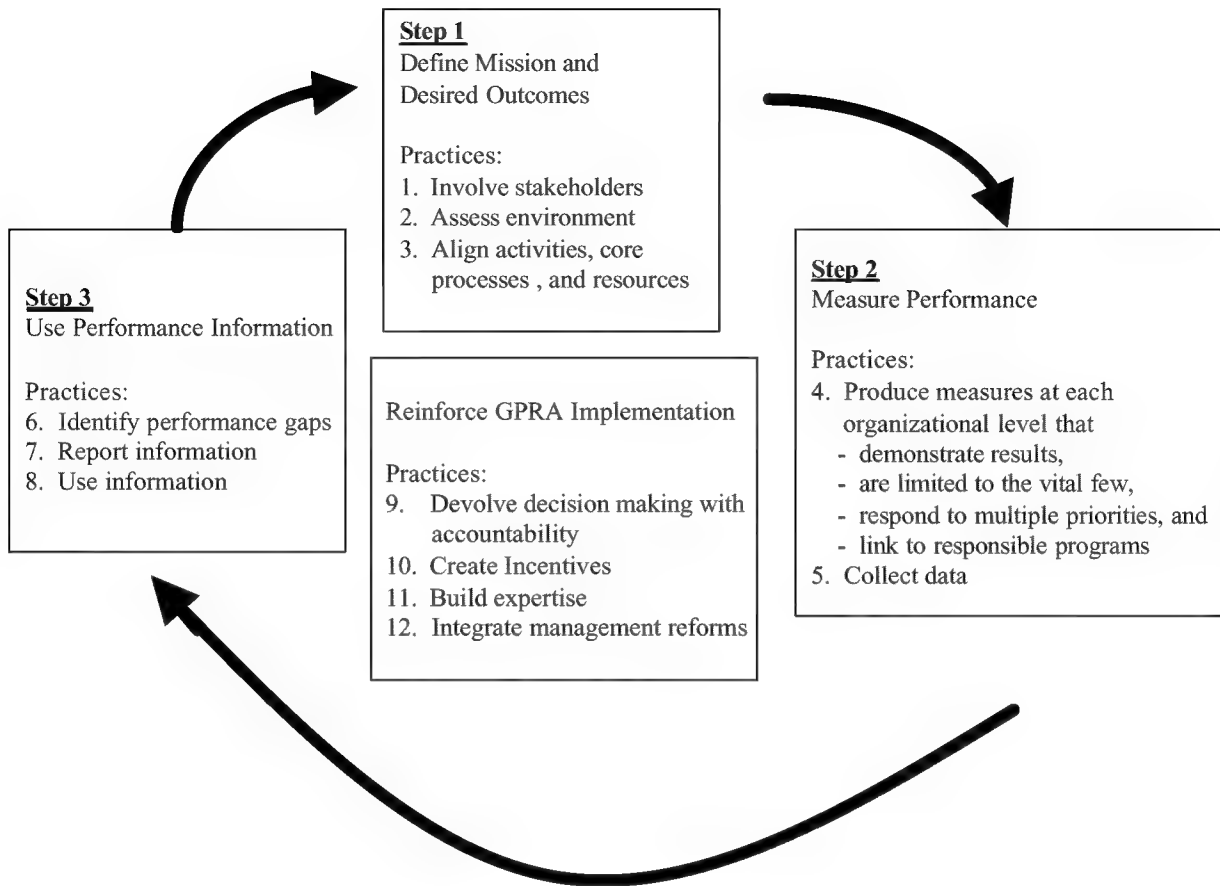 Step 1
Define Mission and
Desired Outcomes
Practices:
1. Involve stakeholders
2. Assess environment
3. Align activities, core
processes , and resources
Step 2
Measure Performance
Practices:
4. Produce measures at each
organizational level that
- demonstrate results,
- are limited to the vital few,
- respond to multiple priorities, and
- link to responsible programs
5. Collect data
Step 3
Use Performance Information
Practices:
6. Identify performance gaps
7. Report information
8. Use information
Reinforce GPRA Implementation
Practices:
9. Devolve decision making with
accountability
10. Create Incentives
11. Build expertise
12. Integrate management reforms